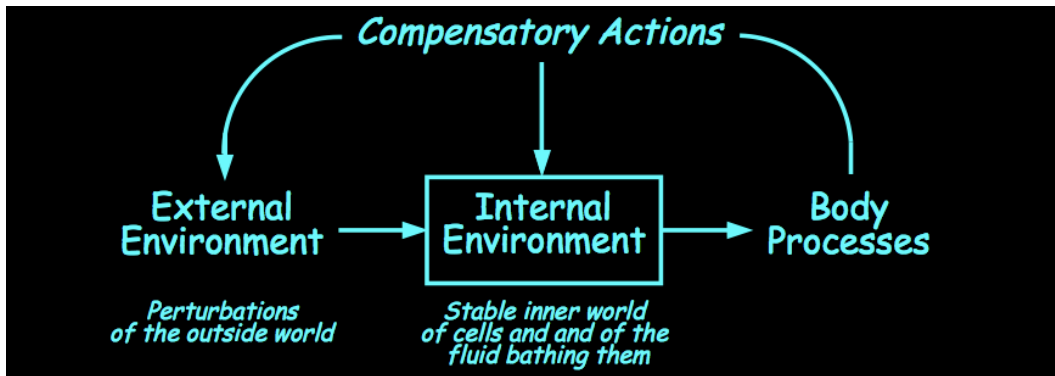 Compensatory Actions
External
Environment
Internal
Environment
Body
Processes
Perturbations
of the outside world
Stable inner world
of cells and and of the
fluid bathing them